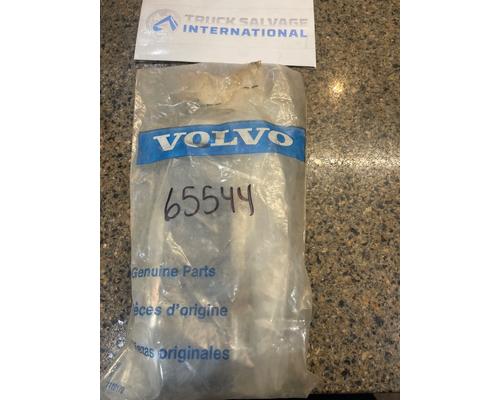 TRUCK SALVAGE
INTERNATIONAL
VOLVO
65544
Genuine Parts
èces d'origine
originales